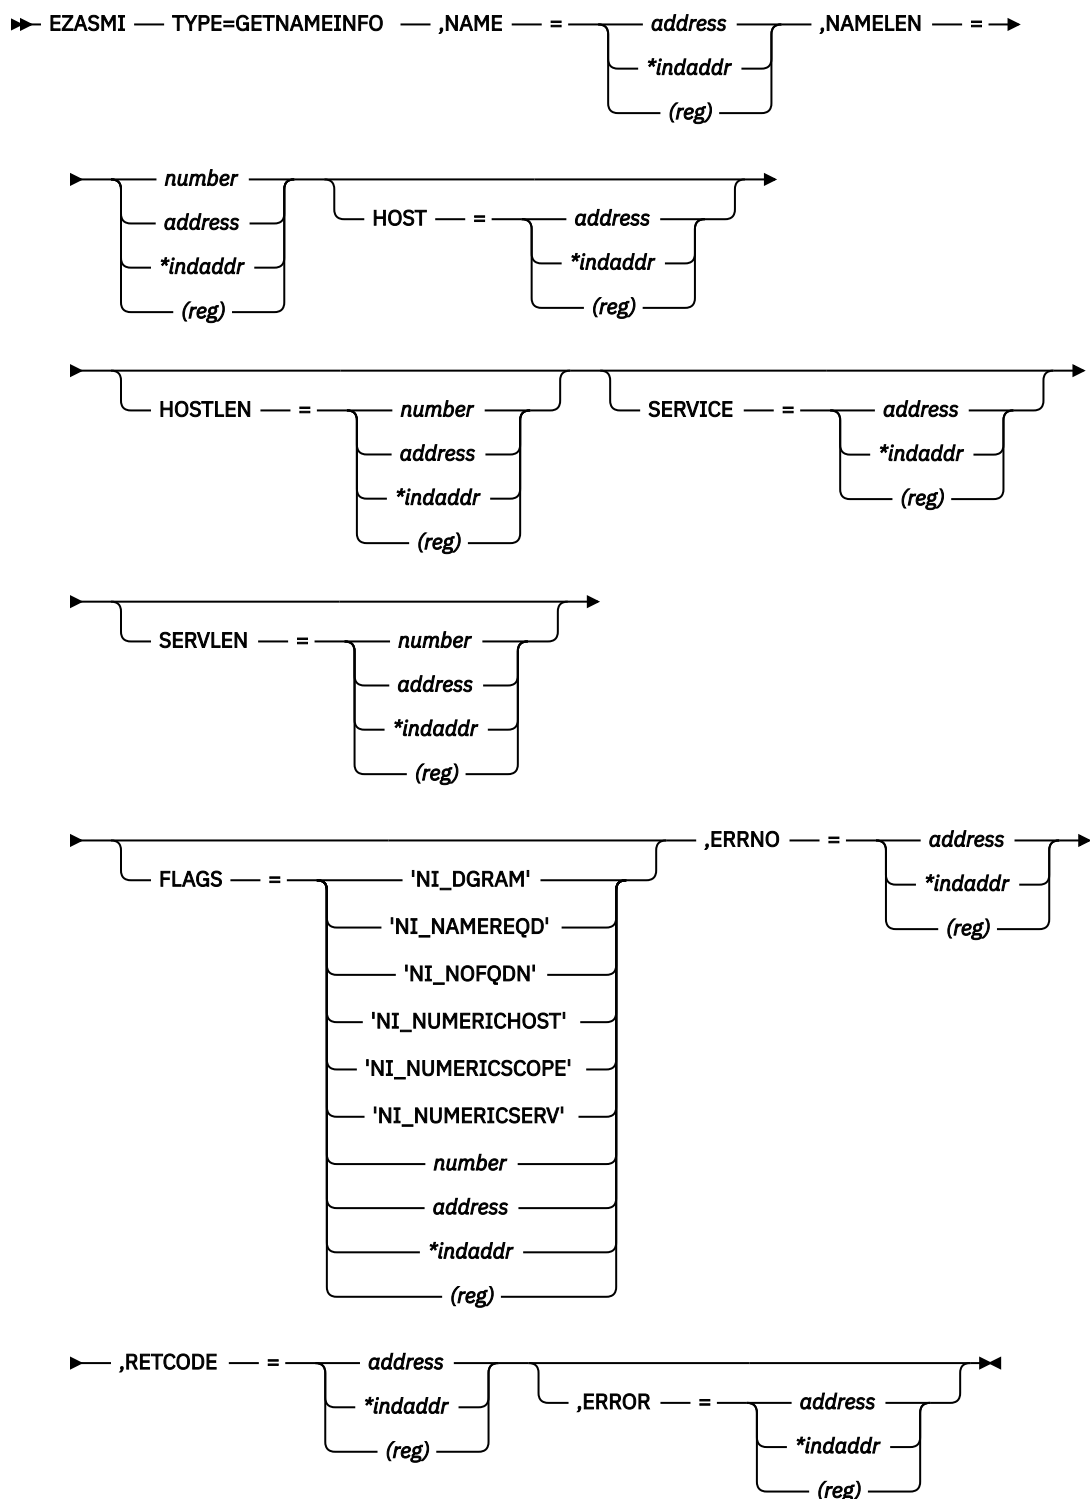 EZASMI TYPE=GETNAMEINFO ,NAME = address ,NAMELEN =
*indaddr
(reg)
number
address
*indaddr
(reg)
HOST = address
*indaddr
(reg)
HOSTLEN = number
address
*indaddr
(reg)
SERVICE = address
*indaddr
(reg)
SERVLEN = number
address
*indaddr
(reg)
FLAGS = 'NI_DGRAM'
'NI_NAMEREQD'
'NI_NOFQDN'
'NI_NUMERICHOST'
'NI_NUMERICSCOPE'
'NI_NUMERICSERV'
number
address
*indaddr
(reg)
,ERRNO = address
*indaddr
(reg)
,RETCODE = address
*indaddr
(reg)
,ERROR = address
*indaddr
(reg)